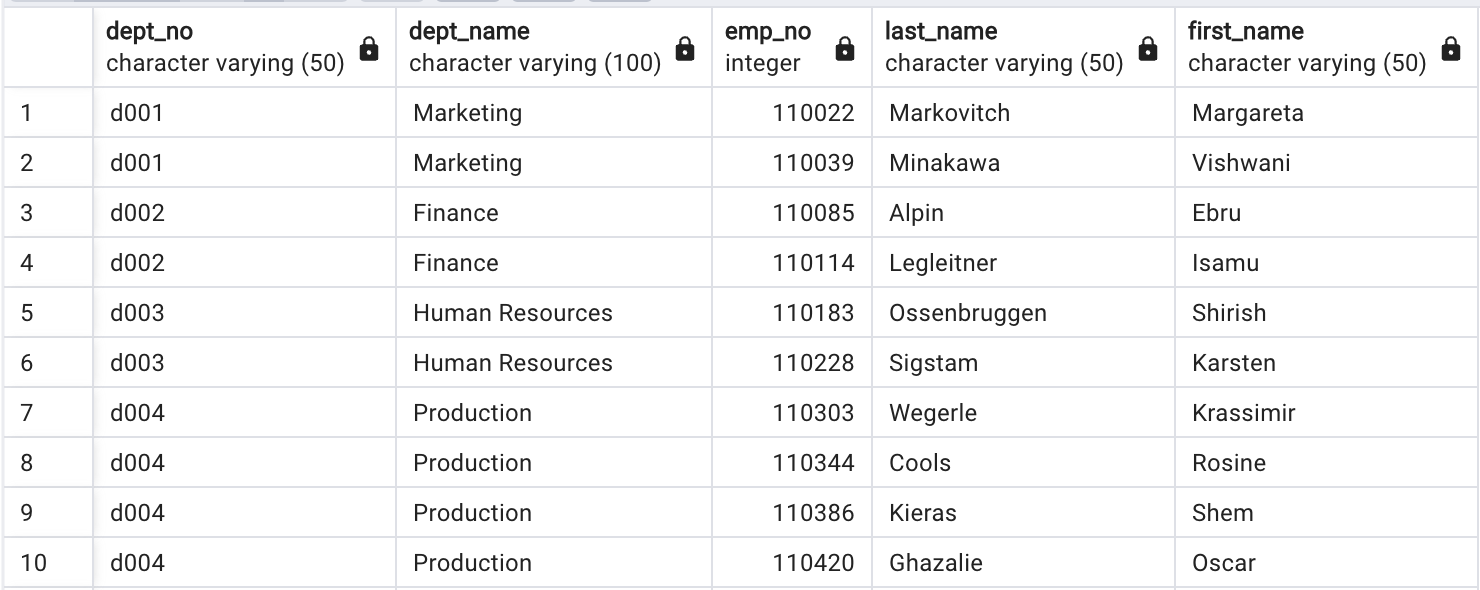 dept_no dept_name emp_no last_name first_name
character varying (50) character varying (100) integer character varying (50) character varying (50)
1 d001 Marketing 110022 Markovitch Margareta
2 d001 Marketing 110039 Minakawa Vishwani
3 d002 Finance 110085 Alpin Ebru
4 d002 Finance 110114 Legleitner Isamu
5 d003 Human Resources 110183 Ossenbruggen Shirish
6 d003 Human Resources 110228 Sigstam Karsten
7 d004 Production 110303 Wegerle Krassimir
8 d004 Production 110344 Cools Rosine
9 d004 Production 110386 Kieras Shem
10 d004 Production 110420 Ghazalie Oscar